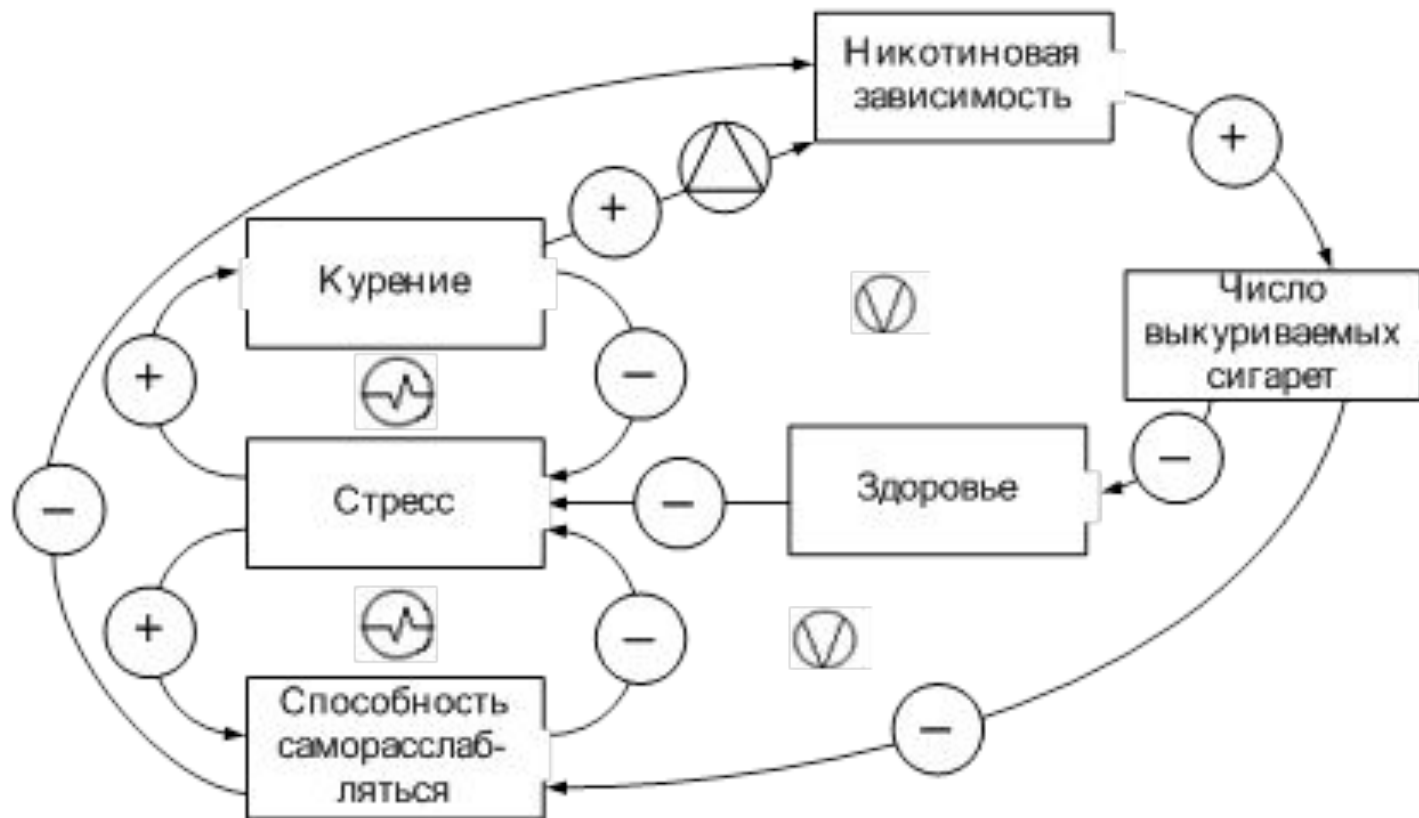 Никотиновая
зависимость
+
+
Курение
Число
выкуриваемых
сигарет
+
−
−
Стресс
−
Здоровье
−
+
−
Способность
саморасслаб-
ляться
−